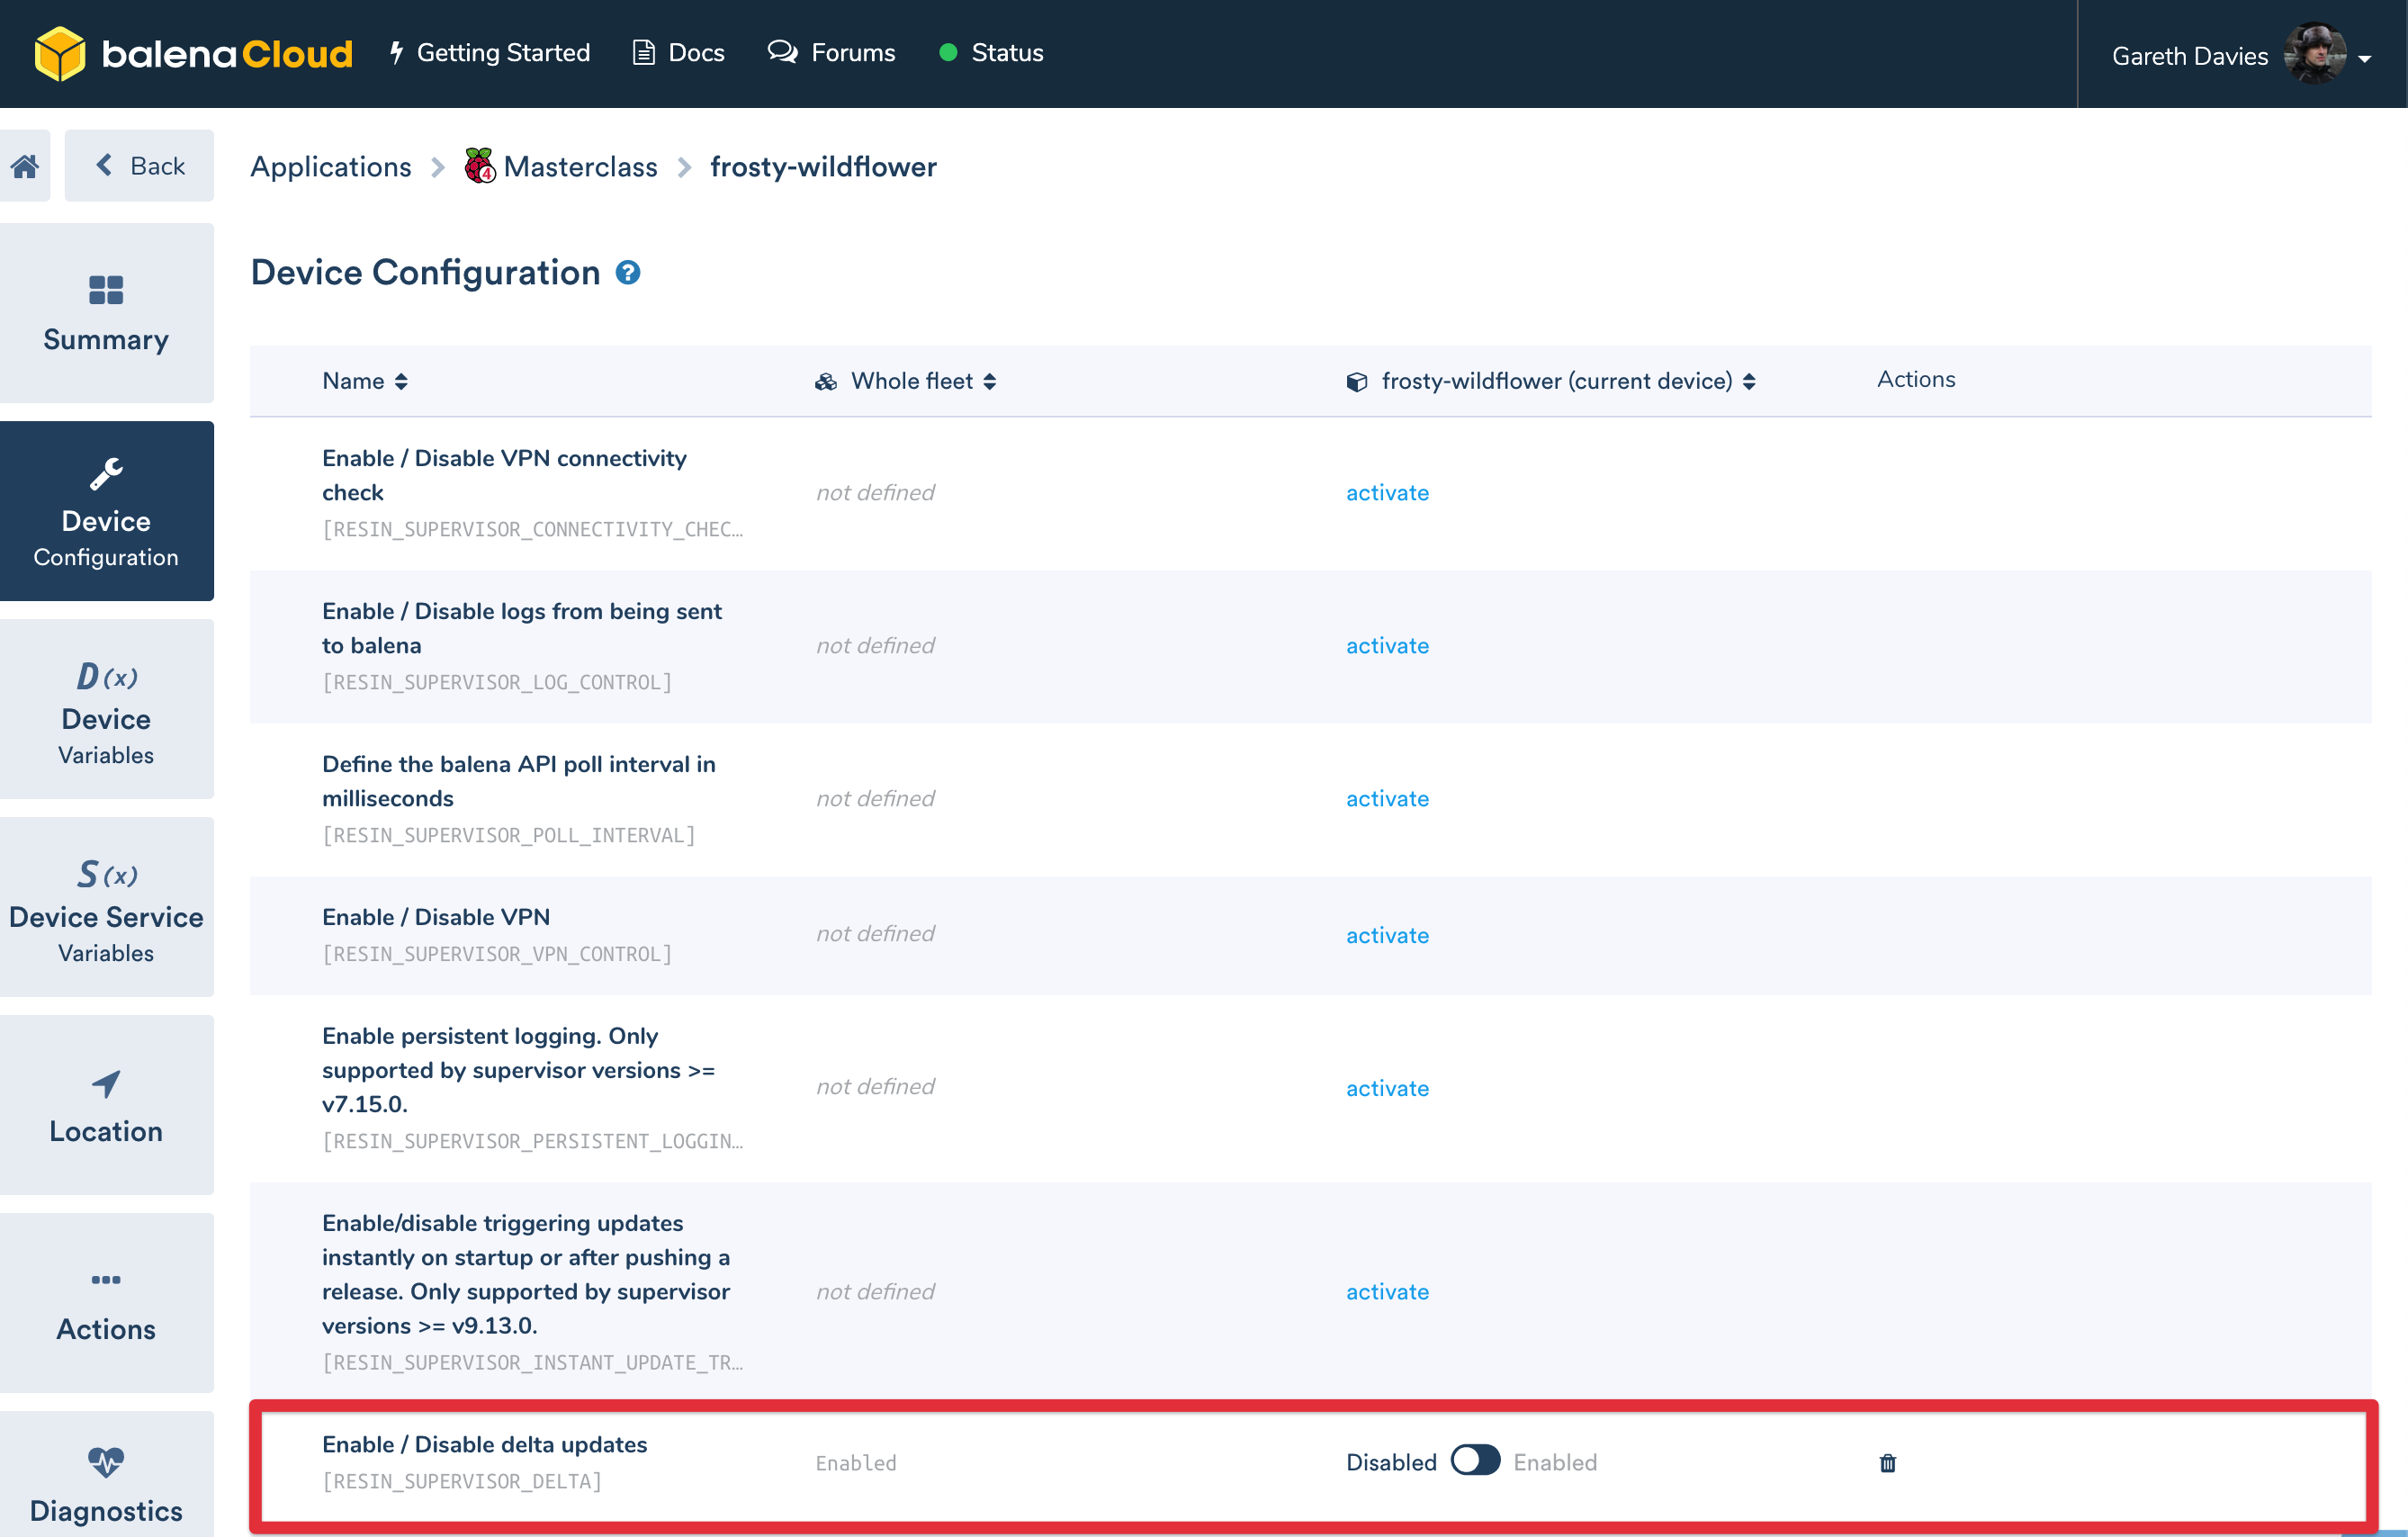 balenaCloud Getting Started Docs Forums Status Gareth Davies
Back Applications Masterclass frosty-wildflower
Device Configuration
Summary
Device
Configuration
D(x)
Device
Variables
S(x)
Device Service
Variables
Location
Actions
Diagnostics
Name Whole fleet frosty-wildflower (current device) Actions
Enable / Disable VPN connectivity
check
[RESIN_SUPERVISOR_CONNECTIVITY_CHEC…
not defined activate
Enable / Disable logs from being sent
to balena
[RESIN_SUPERVISOR_LOG_CONTROL]
not defined activate
Define the balena API poll interval in
milliseconds
[RESIN_SUPERVISOR_POLL_INTERVAL]
not defined activate
Enable / Disable VPN
[RESIN_SUPERVISOR_VPN_CONTROL]
not defined activate
Enable persistent logging. Only
supported by supervisor versions >=
v7.15.0.
[RESIN_SUPERVISOR_PERSISTENT_LOGGIN…
not defined activate
Enable/disable triggering updates
instantly on startup or after pushing a
release. Only supported by supervisor
versions >= v9.13.0.
[RESIN_SUPERVISOR_INSTANT_UPDATE_TR…
not defined activate
Enable / Disable delta updates
[RESIN_SUPERVISOR_DELTA]
Enabled Disabled Enabled